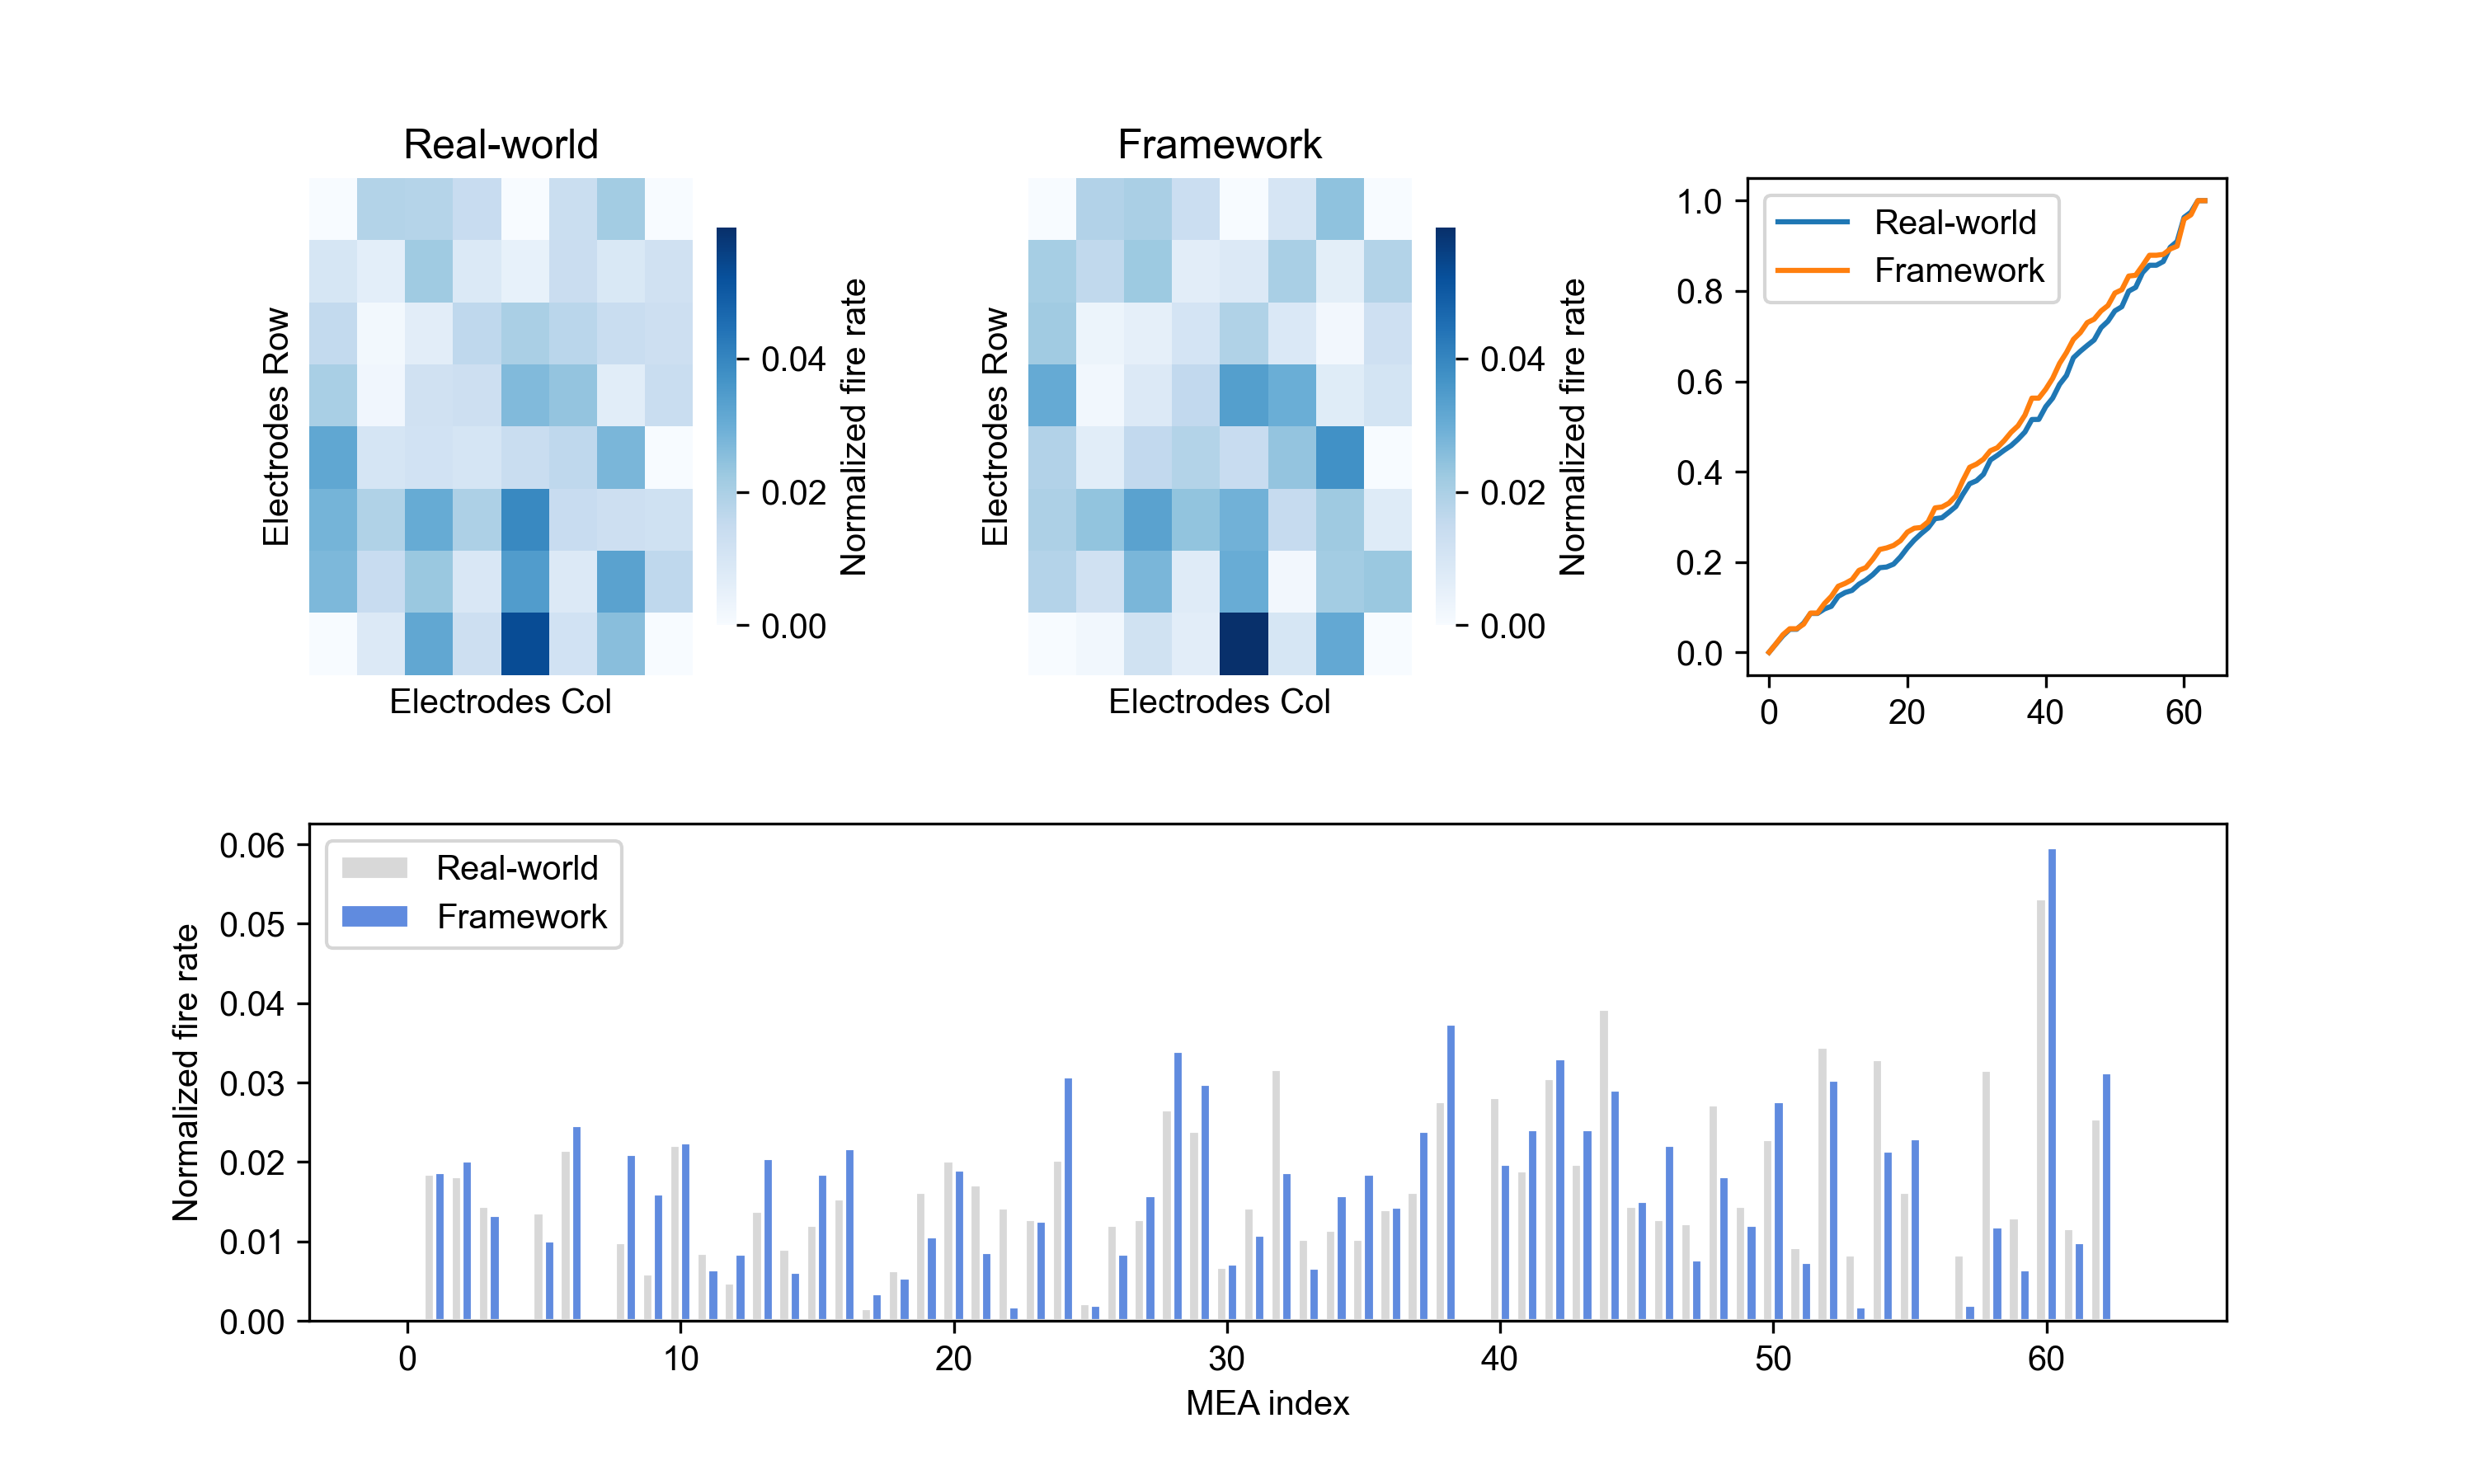 Real-world
Electrodes Row
Electrodes Col
0.04
0.02
0.00
Normalized fire rate
Framework
Electrodes Row
Electrodes Col
0.04
0.02
0.00
Normalized fire rate
1.0
0.8
0.6
0.4
0.2
0.0
Real-world
Framework
0 20 40 60
0.06
0.05
0.04
0.03
0.02
0.01
0.00
Normalized fire rate
Real-world
Framework
0 10 20 30 40 50 60
MEA index